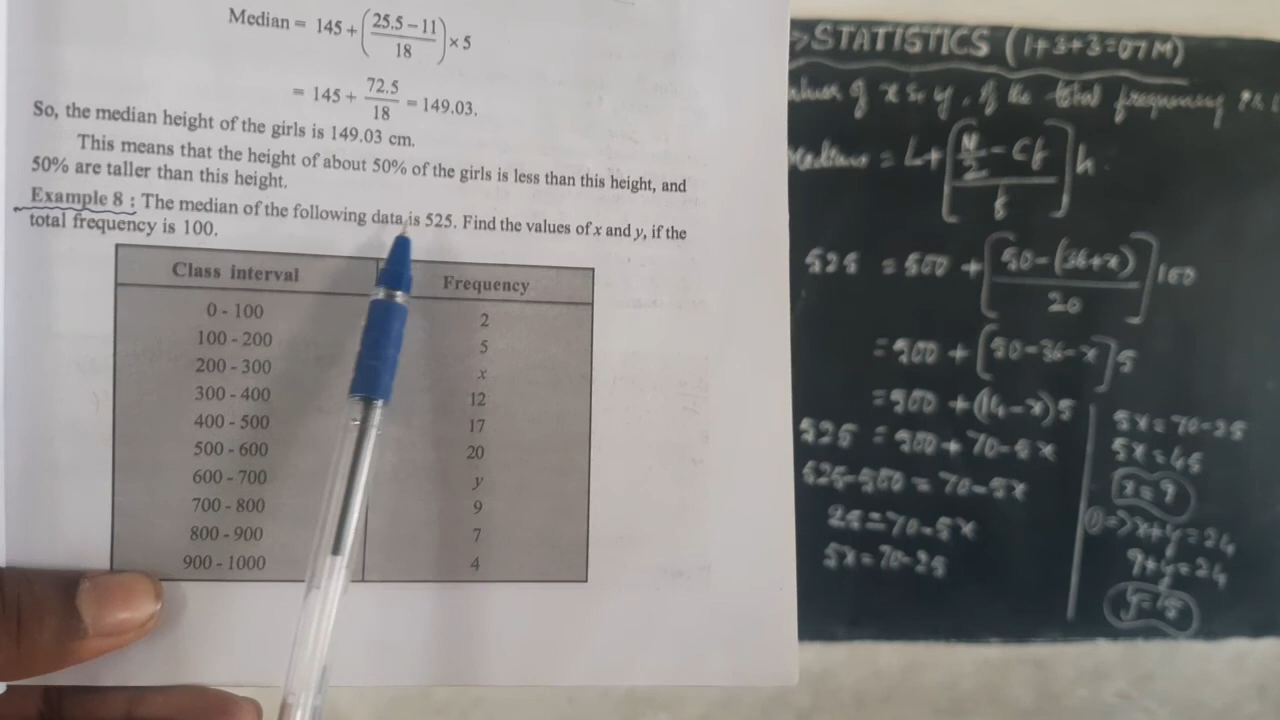 Median = 145 + (25.5 – 11 / 18) × 5
= 145 + 72.5 / 18 = 149.03.
So, the median height of the girls is 149.03 cm.
This means that the height of about 50% of the girls is less than this height, and
50% are taller than this height.
Example 8 : The median of the following data is 525. Find the values of x and y, if the
total frequency is 100.
Class interval Frequency
0 - 100 2
100 - 200 5
200 - 300 x
300 - 400 12
400 - 500 17
500 - 600 20
600 - 700 y
700 - 800 9
800 - 900 7
900 - 1000 4
>STATISTICS (1+3+3=07M)
of x & y, if the total frequency
= L+[N/2 - Cf / f]h
525 = 500 + [50-(36+x) / 20]100
=500 + [50-36-x]5
=500 +(14-x)5
525 = 500 + 70-5x
525-500 = 70-5x
25=70-5x
5x=70-25
5x=70-25
5x=45
x=9
①=>x+y=24
9+y=24
y=15